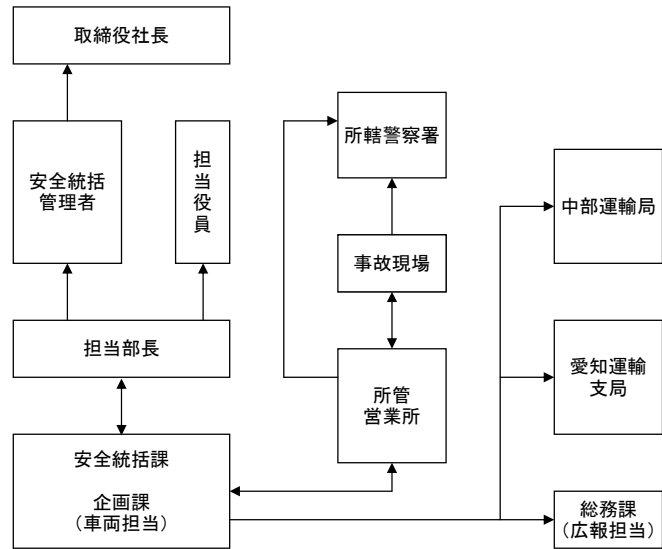 取締役社長
安全統括
管理者
担当役員
担当部長
安全統括課
企画課
（車両担当）
所轄警察署
事故現場
所管
営業所
中部運輸局
愛知運輸
支局
総務課
（広報担当）